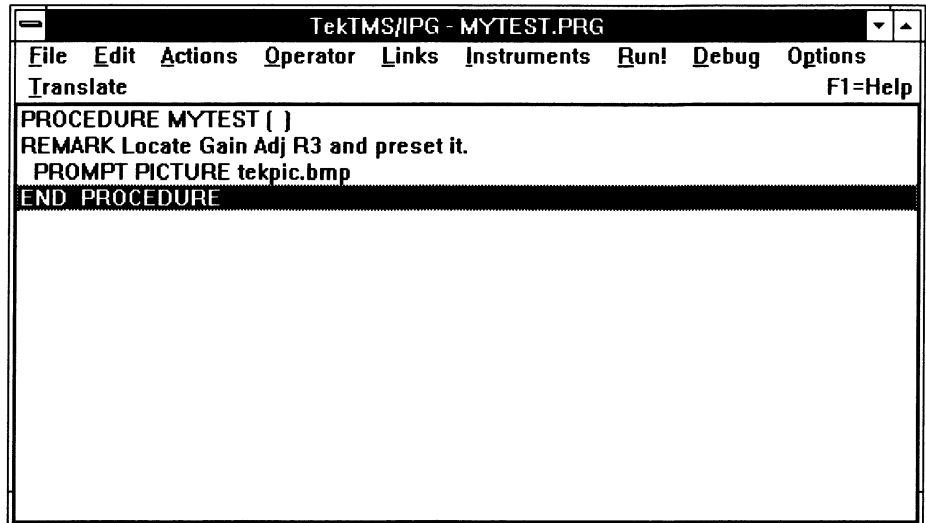 TekTMS/IPG - MYTEST.PRG
File Edit Actions Operator Links Instruments Run! Debug Options
Translate F1=Help
PROCEDURE MYTEST ( )
REMARK Locate Gain Adj R3 and preset it.
PROMPT PICTURE tekpic.bmp
END PROCEDURE